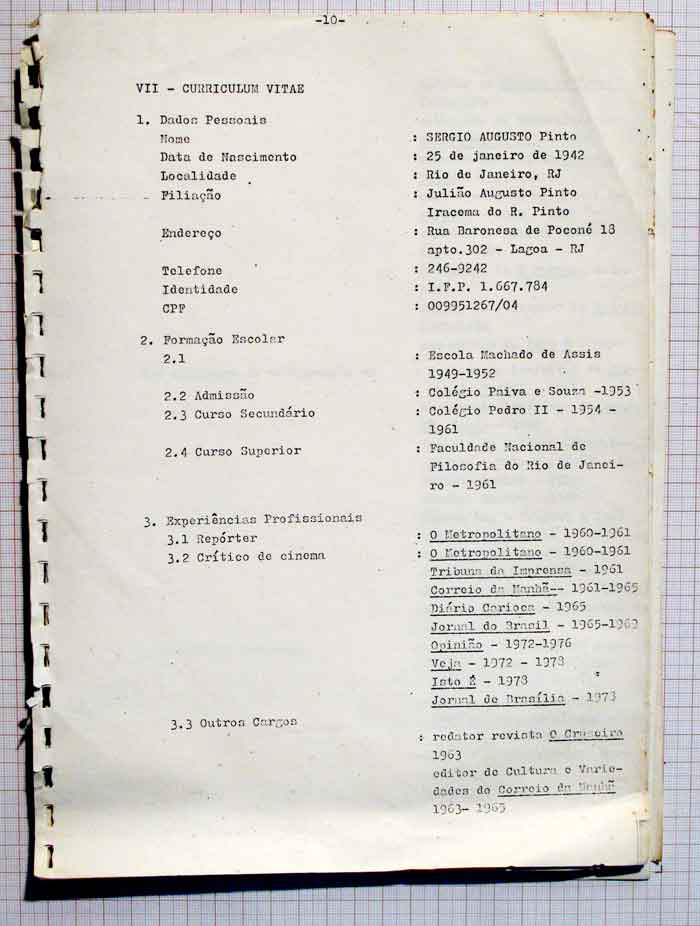 -10-
VII - CURRICULUM VITAE
1. Dados Pessoais
Nome : SERGIO AUGUSTO Pinto
Data de Nascimento : 25 de janeiro de 1942
Localidade : Rio de Janeiro, RJ
Filiação : Julião Augusto Pinto
Iracema do R. Pinto
Endereço : Rua Baronesa de Poconé 18
apto.302 - Lagoa - RJ
Telefone : 246-9242
Identidade : I.F.P. 1.667.784
CPF : 009951267/04
2. Formação Escolar
2.1 : Escola Machado de Assis
1949-1952
2.2 Admissão : Colégio Paiva e Souza -1953
2.3 Curso Secundário : Colégio Pedro II - 1954 -
1961
2.4 Curso Superior : Faculdade Nacional de
Filosofia do Rio de Janei-
ro - 1961
3. Experiências Profissionais
3.1 Repórter : O Metropolitano - 1960-1961
3.2 Crítico de cinema : O Metropolitano - 1960-1961
Tribuna da Imprensa - 1961
Correio da Manhã-- 1961-1965
Diário Carioca - 1965
Jornal do Brasil - 1965-1969
Opinião - 1972-1976
Veja - 1972 - 1978
Isto É - 1978
Jornal de Brasília - 1973
3.3 Outros Cargos : redator revista O Cruzeiro
1963
editor de Cultura e Varie-
dades do Correio da Manhã
1963- 1965